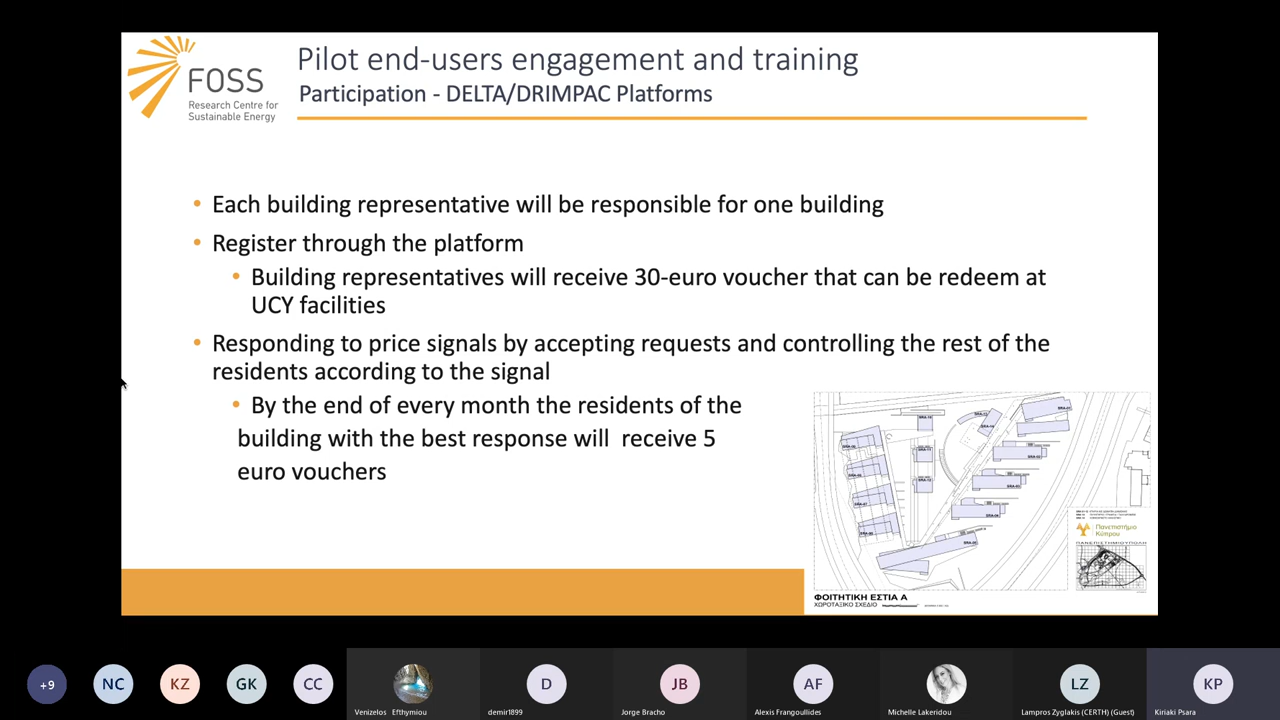 FOSS
Research Centre for
Sustainable Energy
Pilot end-users engagement and training
Participation - DELTA/DRIMPAC Platforms
• Each building representative will be responsible for one building
• Register through the platform
• Building representatives will receive 30-euro voucher that can be redeem at
UCY facilities
• Responding to price signals by accepting requests and controlling the rest of the
residents according to the signal
• By the end of every month the residents of the
building with the best response will receive 5
euro vouchers
Πανεπιστήμιο
Κύπρου
ΠΑΝΕΠΙΣΤΗΜΙΟΥΠΟΛΗ
ΦΟΙΤΗΤΙΚΗ ΕΣΤΙΑ Α
ΧΩΡΟΤΑΞΙΚΟ ΣΧΕΔΙΟ
+9
NC
KZ
GK
CC
Venizelos Efthymiou
D
demir1899
JB
Jorge Bracho
AF
Alexis Frangoullides
Michelle Lakeridou
LZ
Lampros Zyglakis (CERTH) (Guest)
KP
Kiriaki Psara